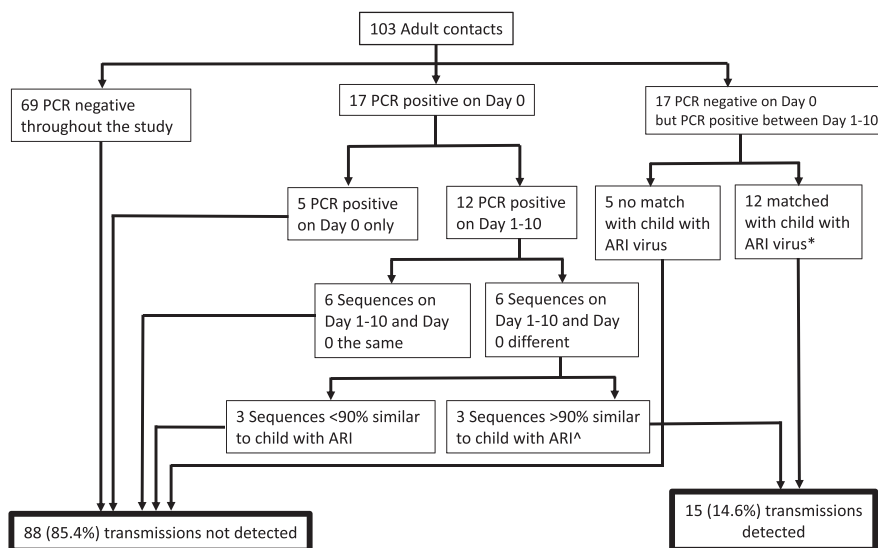 103 Adult contacts
69 PCR negative
throughout the study
17 PCR positive on Day 0
17 PCR negative on Day 0
but PCR positive between Day 1-10
5 PCR positive
on Day 0 only
12 PCR positive
on Day 1-10
5 no match
with child with
ARI virus
12 matched
with child with
ARI virus*
6 Sequences on
Day 1-10 and Day
0 the same
6 Sequences on
Day 1-10 and Day
0 different
3 Sequences <90% similar
to child with ARI
3 Sequences >90% similar
to child with ARI^
88 (85.4%) transmissions not detected
15 (14.6%) transmissions
detected